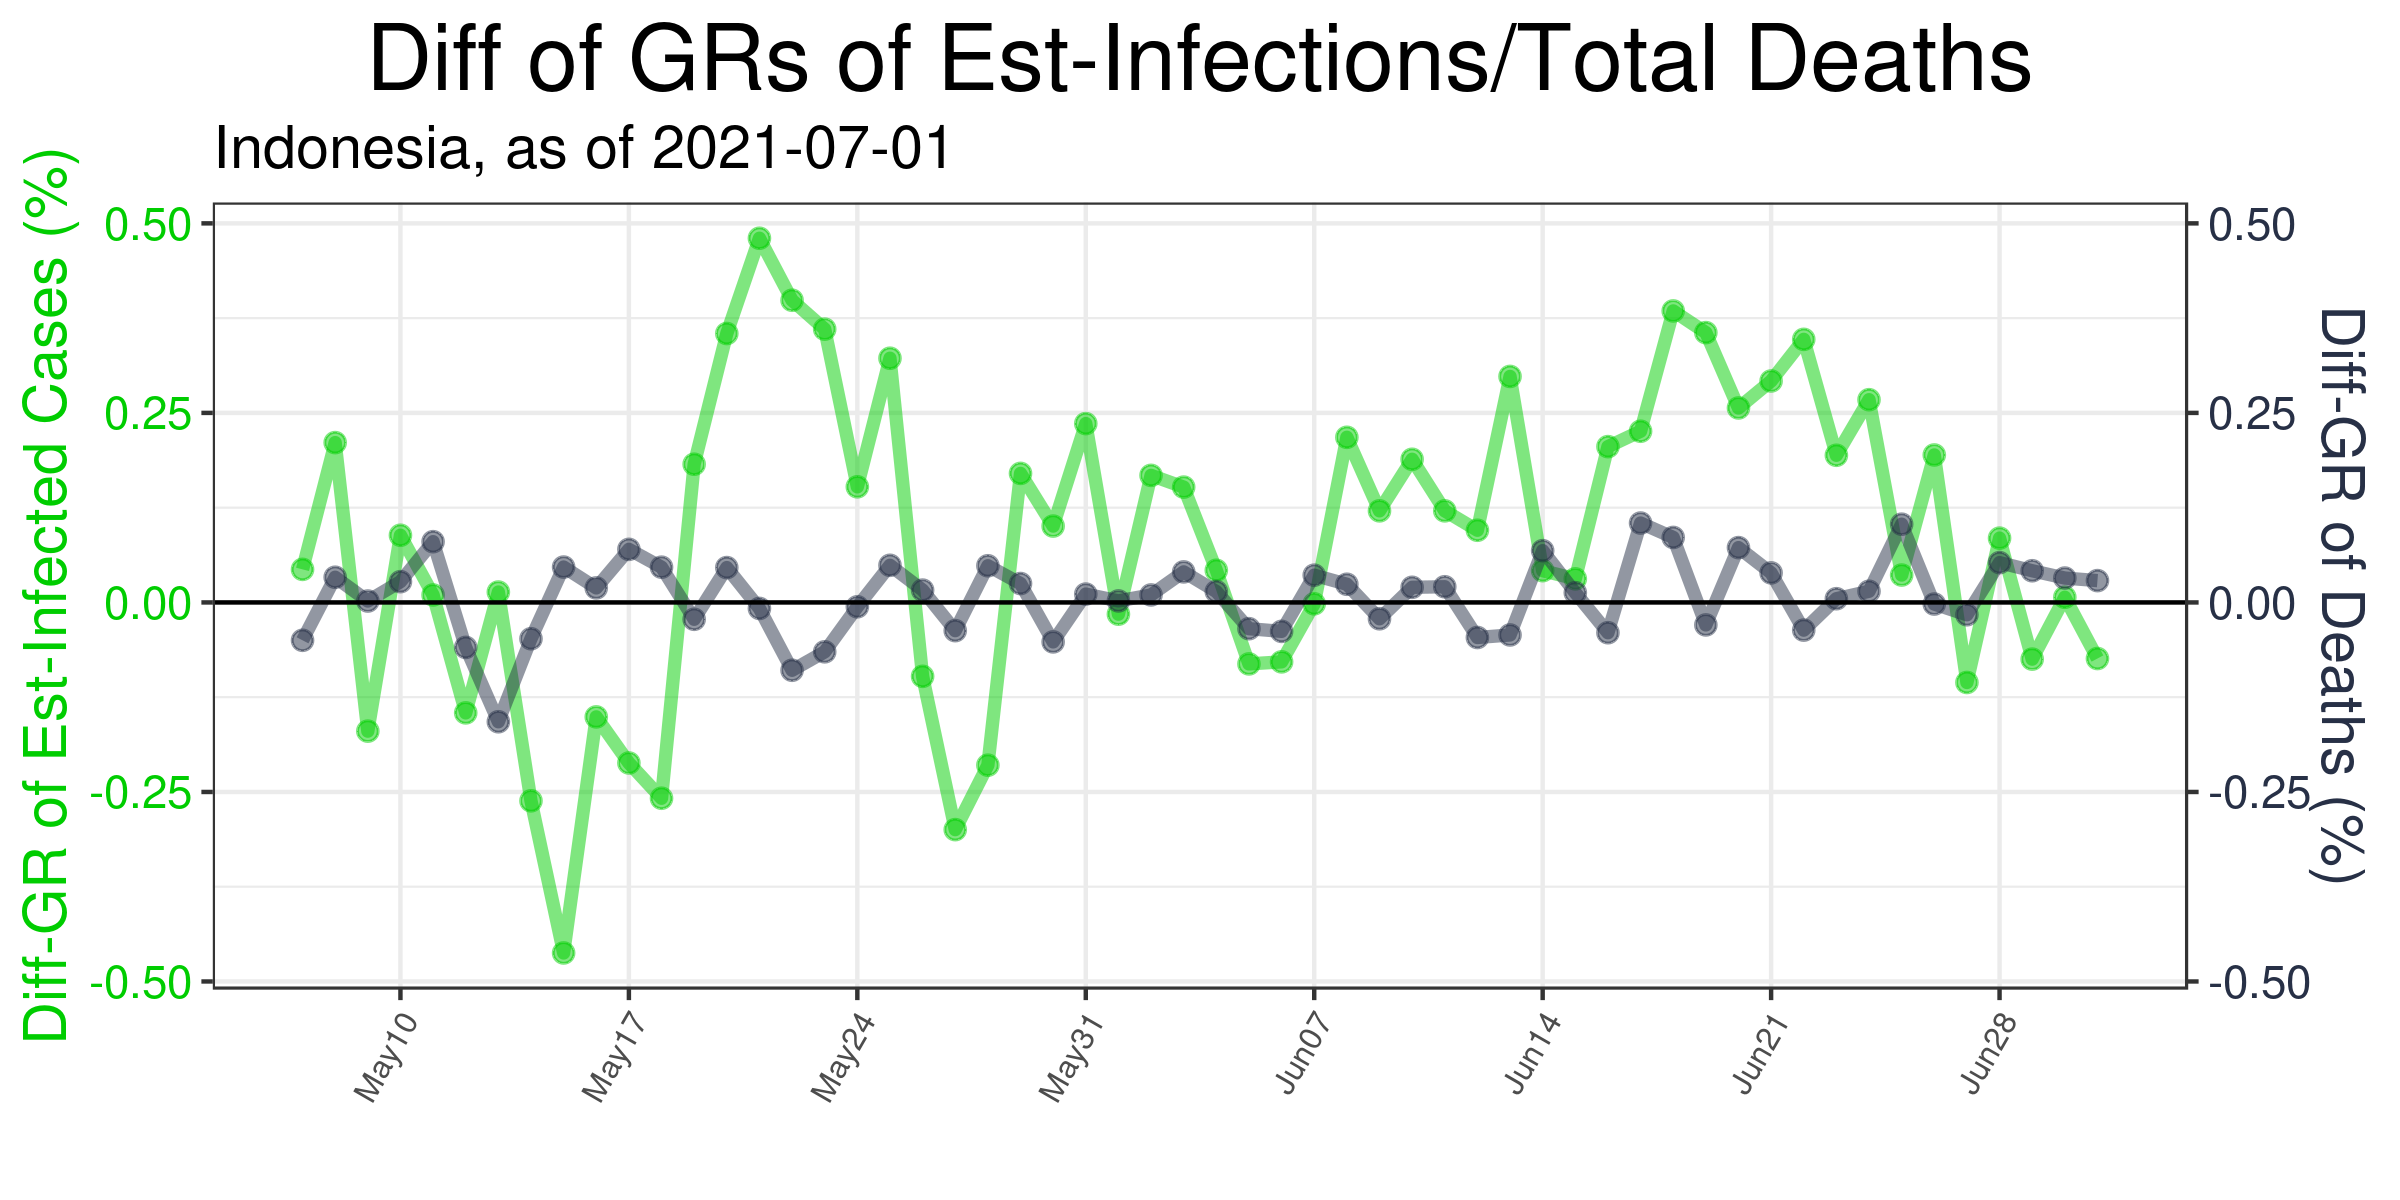 Diff of GRs of Est-Infections/Total Deaths
Indonesia, as of 2021-07-01
Diff-GR of Est-Infected Cases (%)
0.50
0.25
0.00
-0.25
-0.50
0.50
0.25
0.00
-0.25
-0.50
Diff-GR of Deaths (%)
May10
May17
May24
May31
Jun07
Jun14
Jun21
Jun28